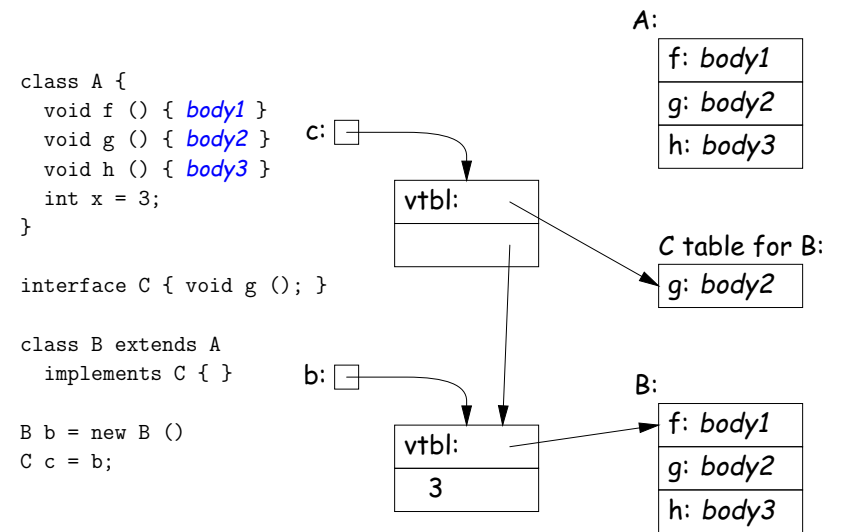 class A {
void f () { body1 }
void g () { body2 }
void h () { body3 }
int x = 3;
}
interface C { void g (); }
class B extends A
implements C { }
B b = new B ()
C c = b;
c:
vtbl:
b:
vtbl:
3
A:
f: body1
g: body2
h: body3
C table for B:
g: body2
B:
f: body1
g: body2
h: body3